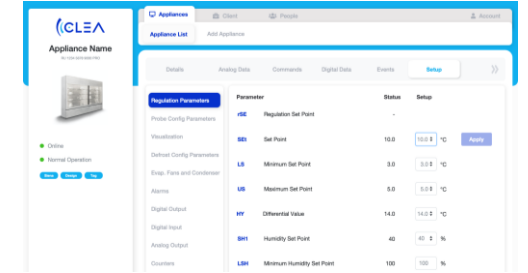 CLEA
Appliances Client People Account
Appliance List Add Appliance
Appliance Name
Details Analog Data Commands Digital Data Events Setup
Regulation Parameters
Probe Config Parameters
Visualization
Defrost Config Parameters
Evap. Fans and Condenser
Alarms
Digital Output
Digital Input
Analog Output
Counters
Online
Normal Operation
Parameter Status Setup
rSE Regulation Set Point -
SEt Set Point 10.0 10.0 °C Apply
LS Minimum Set Point 3.0 3.0 °C
US Maximum Set Point 5.0 5.0 °C
HY Differential Value 14.0 14.0 °C
SH1 Humidity Set Point 40 40 %
LSH Minimum Humidity Set Point 100 100 %